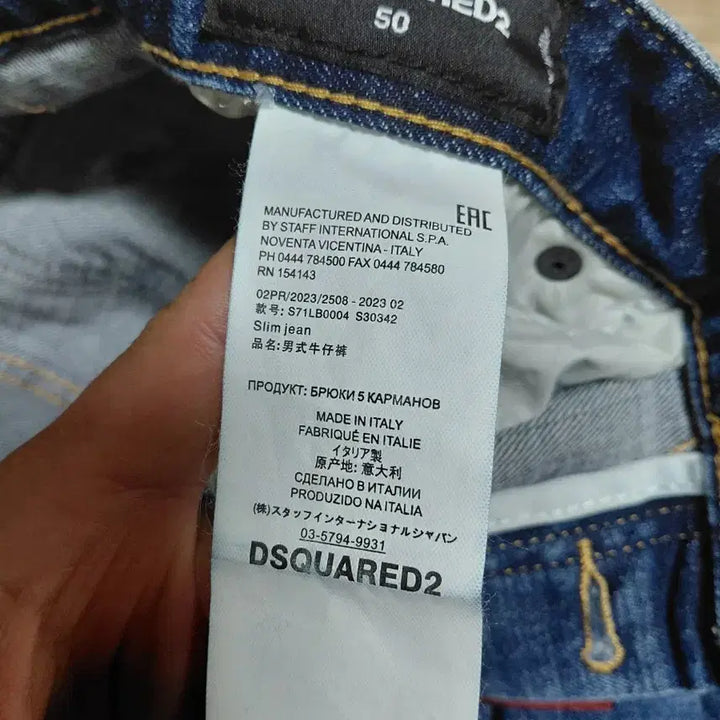 50
EAC
MANUFACTURED AND DISTRIBUTED
BY STAFF INTERNATIONAL S.P.A.
NOVENTA VICENTINA - ITALY
PH 0444 784500 FAX 0444 784580
RN 154143
02PR/2023/2508 - 2023 02
款号: S71LB0004 S30342
Slim jean
品名: 男式牛仔裤
ПРОДУКТ: БРЮКИ 5 КАРМАНОВ
MADE IN ITALY
FABRIQUÉ EN ITALIE
イタリア製
原产地: 意大利
СДЕЛАНО В ИТАЛИИ
PRODUZIDO NA ITALIA
(株)スタッフインターナショナルジャパン
03-5794-9931
DSQUARED2